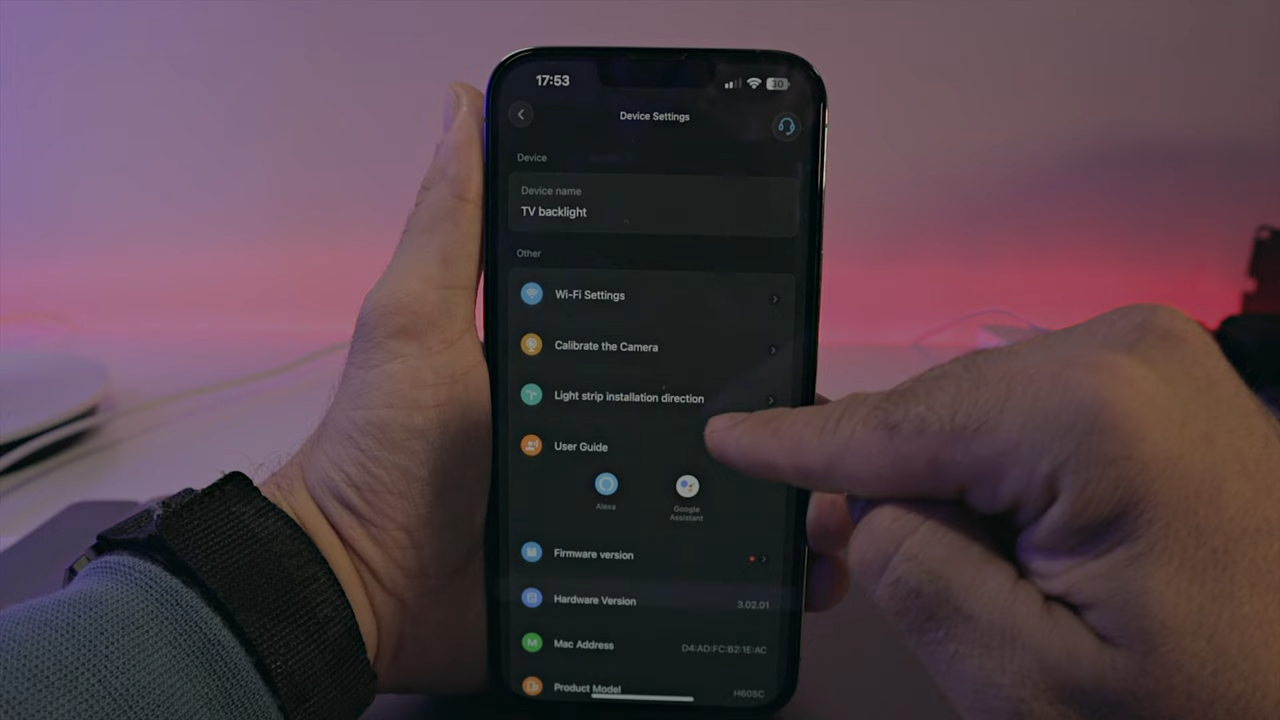 17:53
30
Device Settings
Device
Device name
TV backlight
Other
Wi-Fi Settings
Calibrate the Camera
Light strip installation direction
User Guide
Alexa
Google
Assistant
Firmware version
Hardware Version 3.02.01
Mac Address D4:AD:FC:B2:1E:AC
Product Model H605C